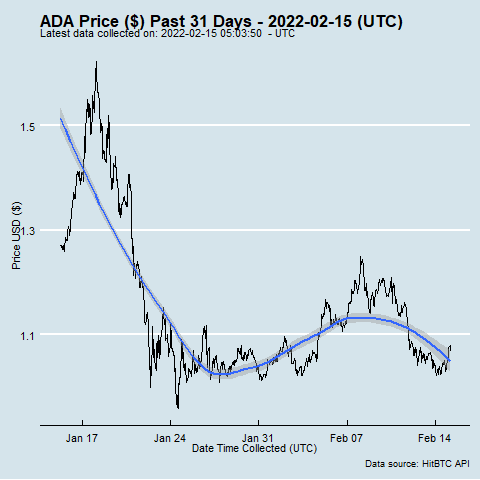 ADA Price ($) Past 31 Days - 2022-02-15 (UTC)
Latest data collected on: 2022-02-15 05:03:50 - UTC
Price USD ($)
1.5
1.3
1.1
Jan 17 Jan 24 Jan 31 Feb 07 Feb 14
Date Time Collected (UTC)
Data source: HitBTC API